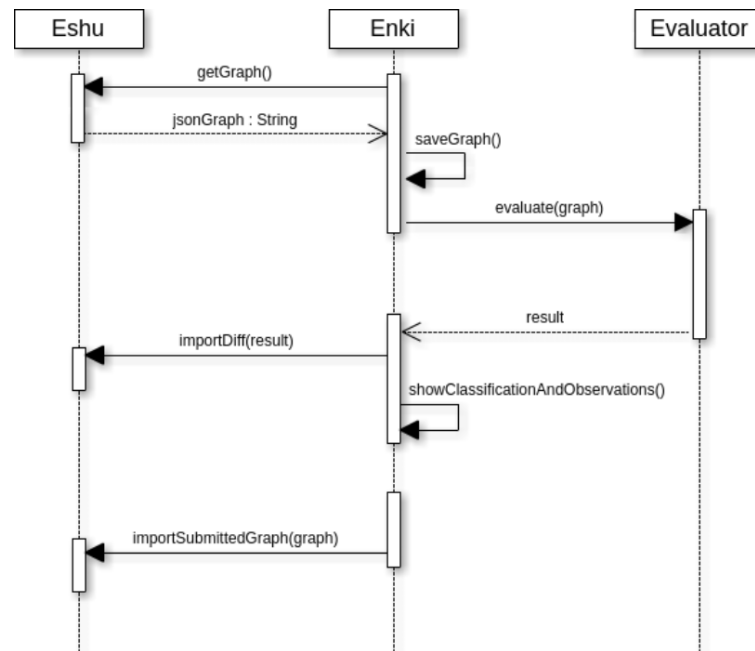 Eshu
Enki
Evaluator
getGraph()
jsonGraph : String
saveGraph()
evaluate(graph)
result
importDiff(result)
showClassificationAndObservations()
importSubmittedGraph(graph)